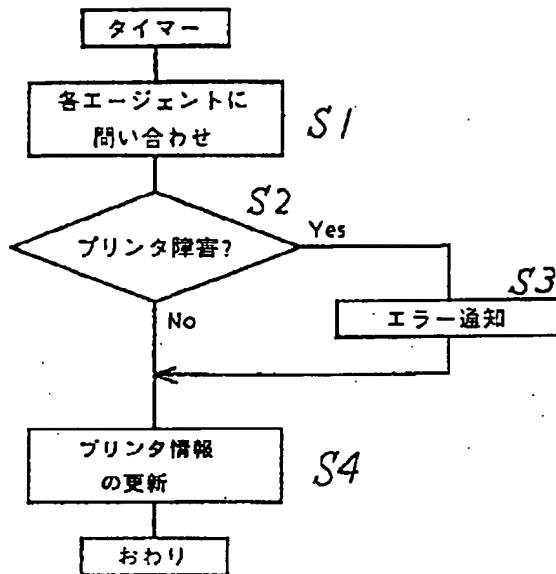 タイマー
各エージェントに
問い合わせ
S1
S2
プリンタ障害?
Yes
No
S3
エラー通知
プリンタ情報
の更新
S4
おわり